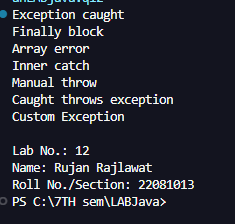 Exception caught
Finally block
Array error
Inner catch
Manual throw
Caught throws exception
Custom Exception
Lab No.: 12
Name: Rujan Rajlawat
Roll No./Section: 22081013
PS C:\7TH sem\LABJava>